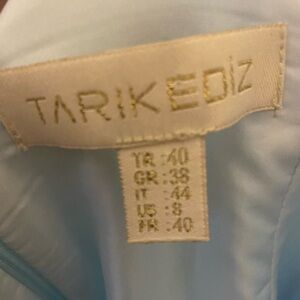 TARIK EDİZ
TR :40
GR :38
IT :44
US :8
FR :40